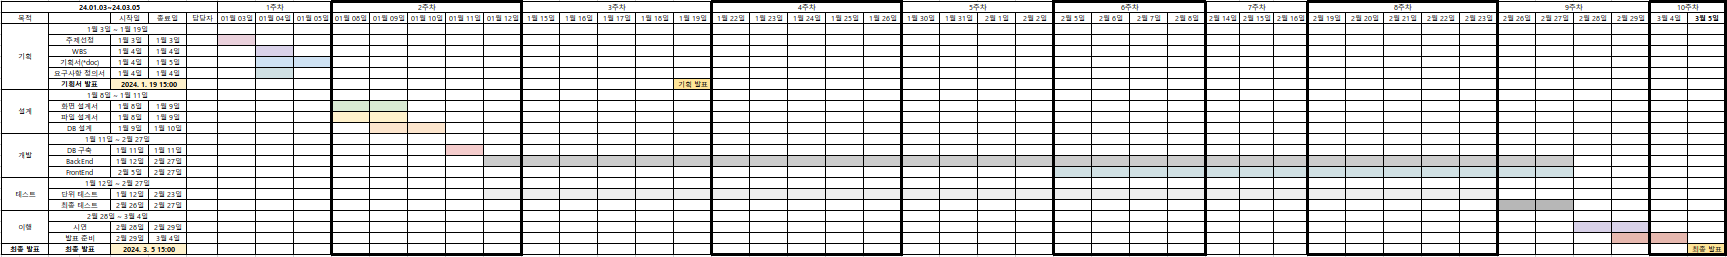 24.01.03~24.03.05 1주차 2주차 3주차 4주차 5주차 6주차 7주차 8주차 9주차 10주차
목적 시작일 종료일 담당자 01월 03일 01월 04일 01월 05일 01월 08일 01월 09일 01월 10일 01월 11일 01월 12일 1월 15일 1월 16일 1월 17일 1월 18일 1월 19일 1월 22일 1월 23일 1월 24일 1월 25일 1월 26일 1월 30일 1월 31일 2월 1일 2월 2일 2월 5일 2월 6일 2월 7일 2월 8일 2월 14일 2월 15일 2월 16일 2월 19일 2월 20일 2월 21일 2월 22일 2월 23일 2월 26일 2월 27일 2월 28일 2월 29일 3월 4일 3월 5일
기획
1월 3일 ~ 1월 19일
주제선정 1월 3일 1월 3일
WBS 1월 4일 1월 4일
기획서(*doc) 1월 4일 1월 5일
요구사항 정의서 1월 4일 1월 4일
기획서 발표 2024. 1. 19 15:00 기획 발표
설계
1월 8일 ~ 1월 11일
화면 설계서 1월 8일 1월 9일
파일 설계서 1월 8일 1월 9일
DB 설계 1월 9일 1월 10일
개발
1월 11일 ~ 2월 27일
DB 구축 1월 11일 1월 11일
BackEnd 1월 12일 2월 27일
FrontEnd 2월 5일 2월 27일
테스트
1월 12일 ~ 2월 27일
단위 테스트 1월 12일 2월 23일
최종 테스트 2월 26일 2월 27일
이행
2월 28일 ~ 3월 4일
시연 2월 28일 2월 29일
발표 준비 2월 29일 3월 4일
최종 발표 최종 발표 2024. 3. 5 15:00 최종 발표